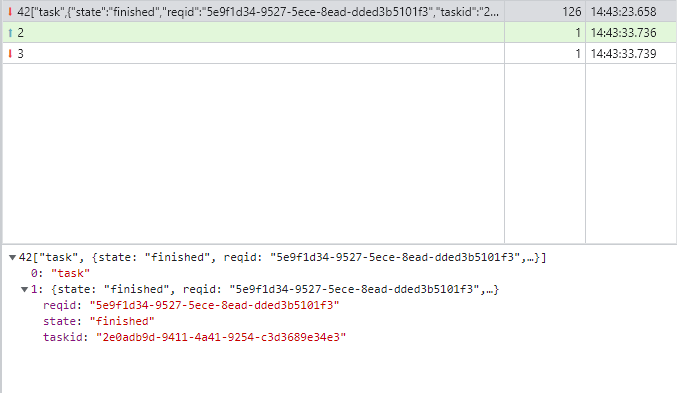 42["task",{"state":"finished","reqid":"5e9f1d34-9527-5ece-8ead-dded3b5101f3","taskid":"2... 126 14:43:23.658
2 1 14:43:33.736
3 1 14:43:33.739
42["task", {state: "finished", reqid: "5e9f1d34-9527-5ece-8ead-dded3b5101f3",…}]
0: "task"
1: {state: "finished", reqid: "5e9f1d34-9527-5ece-8ead-dded3b5101f3",…}
reqid: "5e9f1d34-9527-5ece-8ead-dded3b5101f3"
state: "finished"
taskid: "2e0adb9d-9411-4a41-9254-c3d3689e34e3"